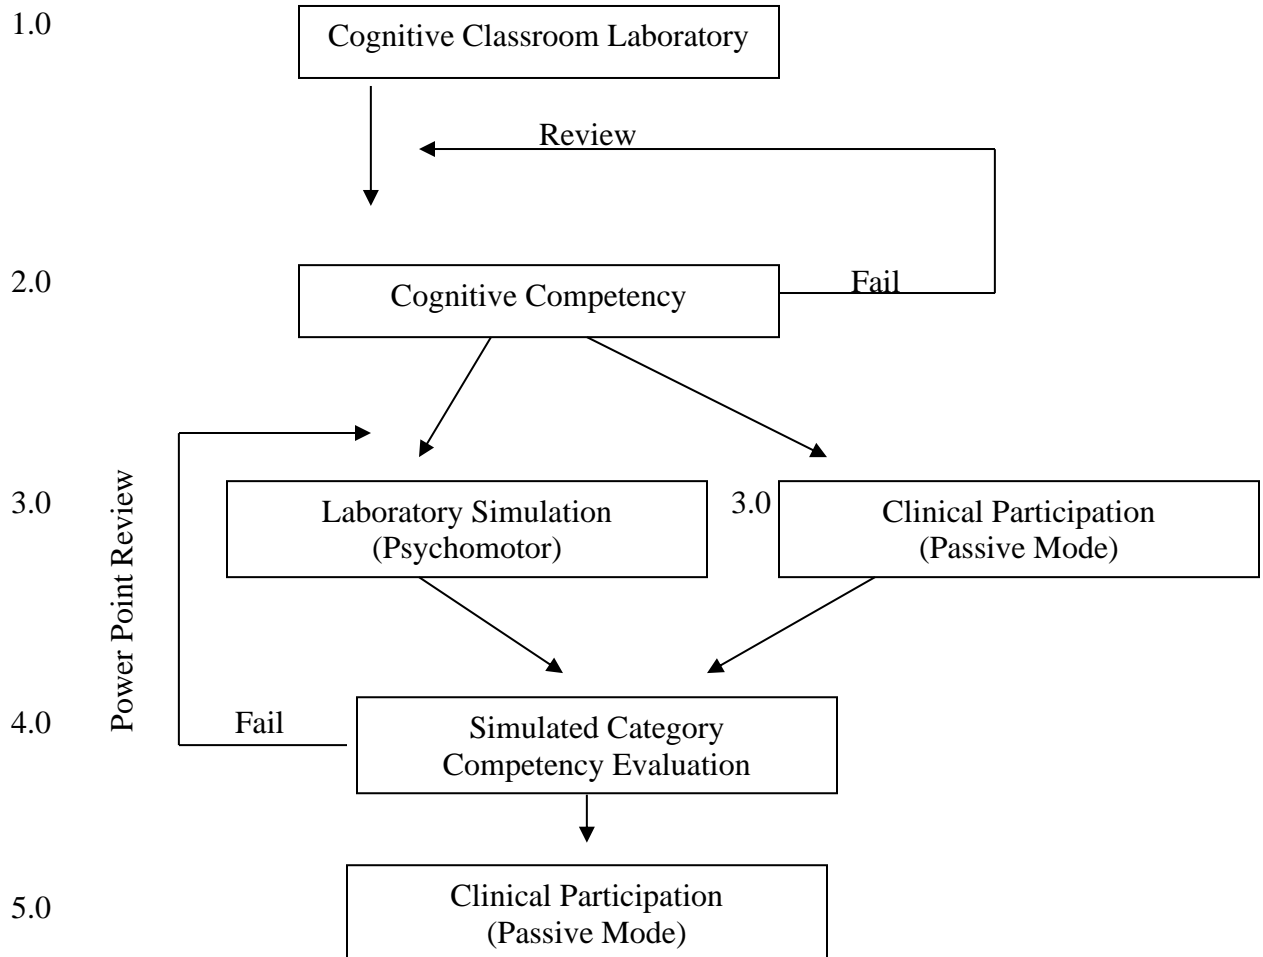 1.0
Cognitive Classroom Laboratory
Review
2.0
Cognitive Competency
Fail
Power Point Review
3.0
Laboratory Simulation
(Psychomotor)
3.0
Clinical Participation
(Passive Mode)
4.0
Fail
Simulated Category
Competency Evaluation
5.0
Clinical Participation
(Passive Mode)